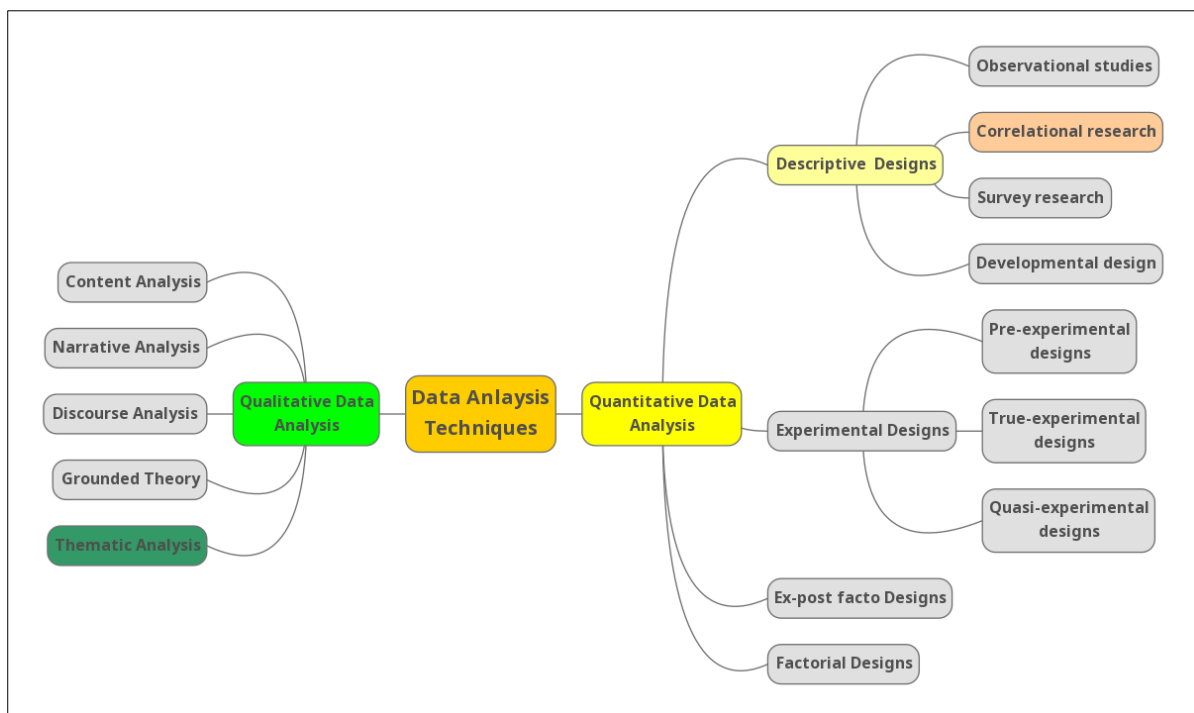 Data Anlaysis
Techniques
Qualitative Data
Analysis
Content Analysis
Narrative Analysis
Discourse Analysis
Grounded Theory
Thematic Analysis
Quantitative Data
Analysis
Descriptive Designs
Observational studies
Correlational research
Survey research
Developmental design
Experimental Designs
Pre-experimental
designs
True-experimental
designs
Quasi-experimental
designs
Ex-post facto Designs
Factorial Designs